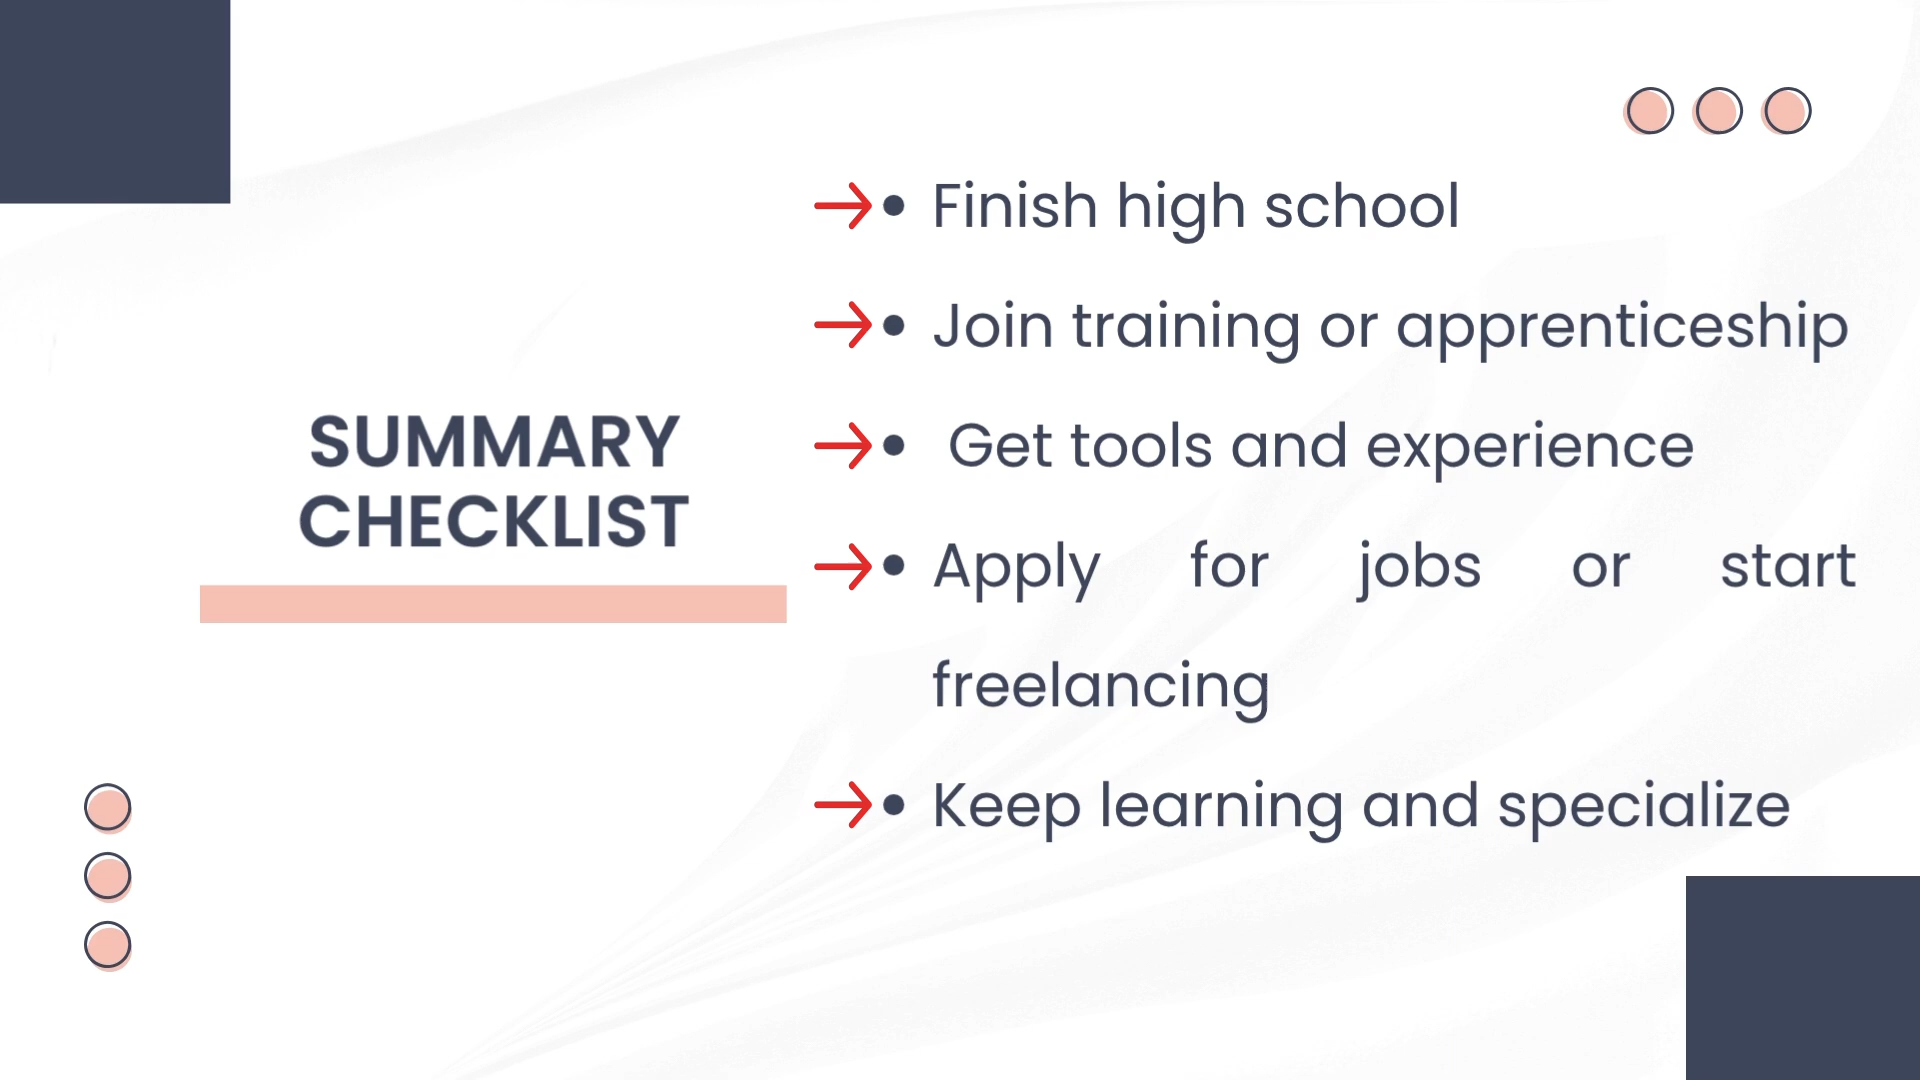 SUMMARY
CHECKLIST
• Finish high school
• Join training or apprenticeship
• Get tools and experience
• Apply for jobs or start
freelancing
• Keep learning and specialize